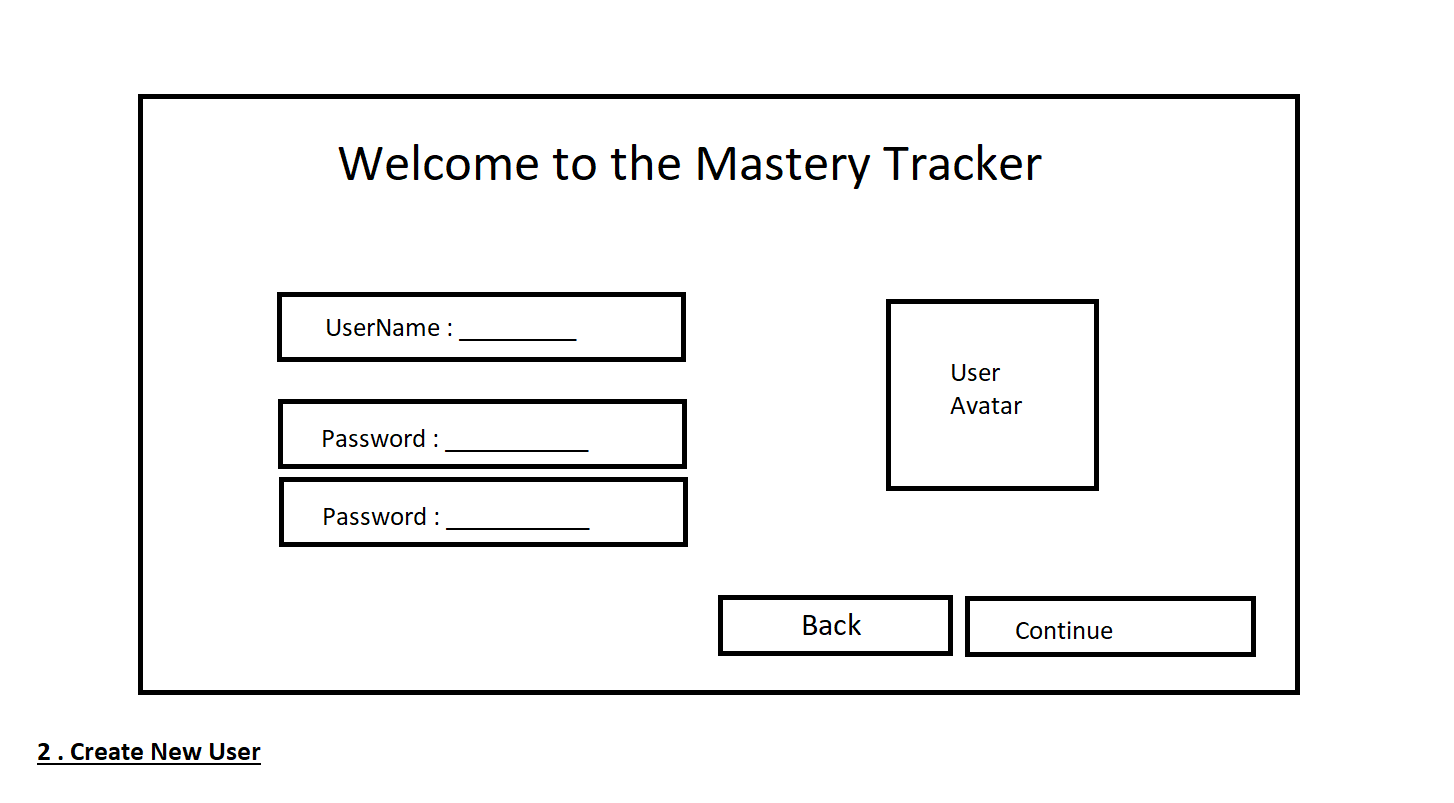 Welcome to the Mastery Tracker
UserName : _________
Password : ___________
Password : ___________
User
Avatar
Back
Continue
2 . Create New User